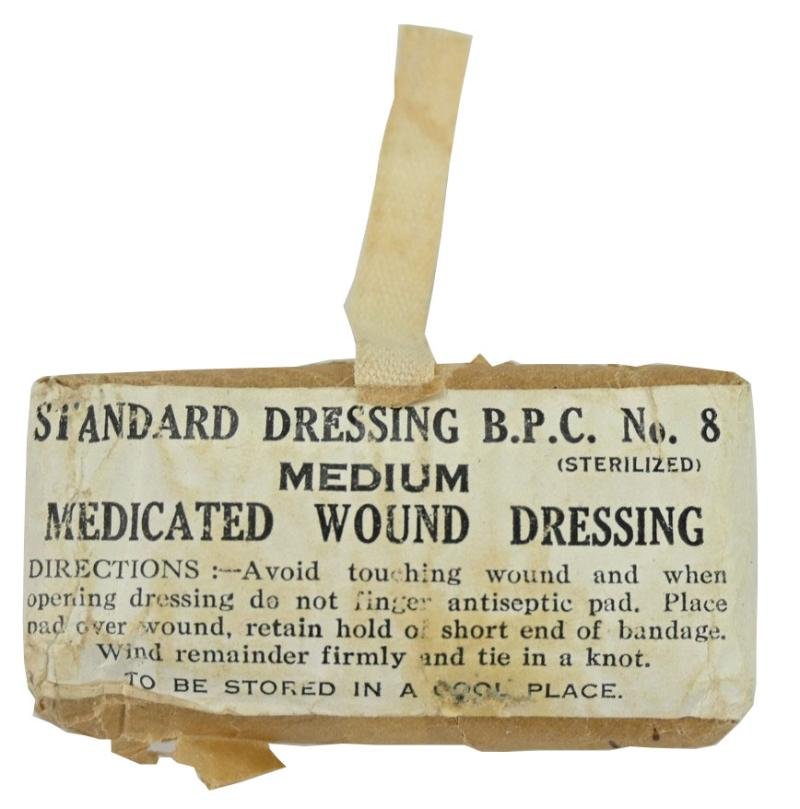 STANDARD DRESSING B.P.C. No. 8
(STERILIZED)
MEDIUM
MEDICATED WOUND DRESSING
DIRECTIONS :—Avoid touching wound and when
opening dressing do not finger antiseptic pad. Place
pad over wound, retain hold of short end of bandage.
Wind remainder firmly and tie in a knot.
TO BE STORED IN A COOL PLACE.